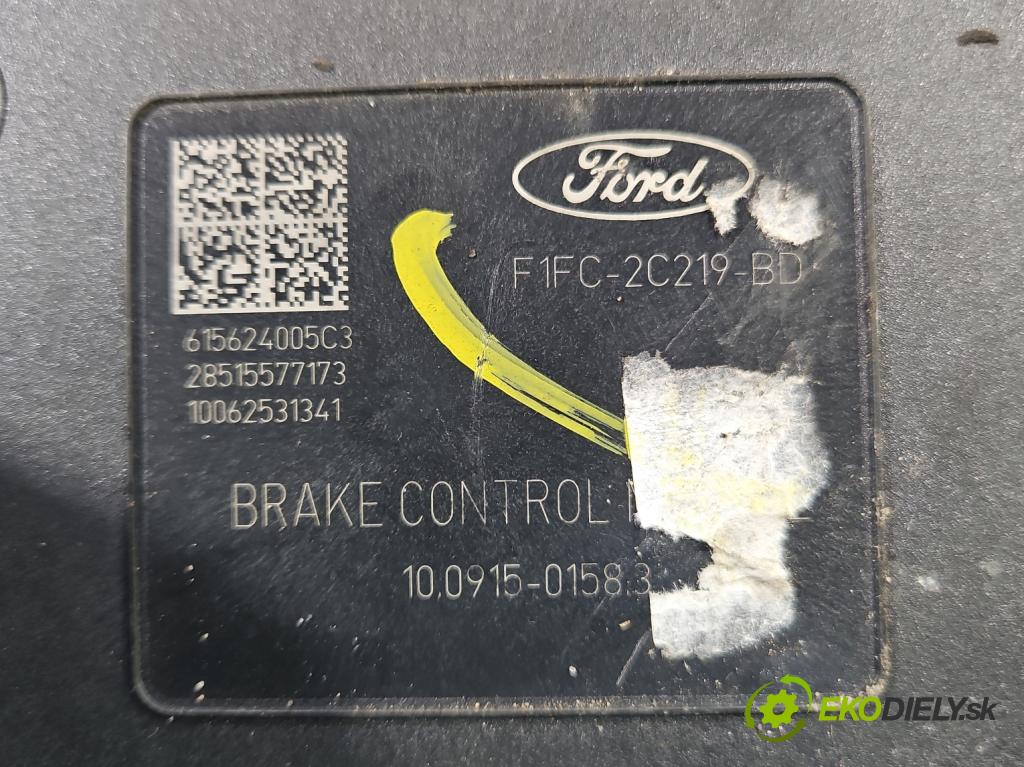 Ford
F1FC-2C219-BD
615624005C3
28515577173
10062531341
BRAKE CONTROL
10.0915-0158.3
EKODIELY.sk